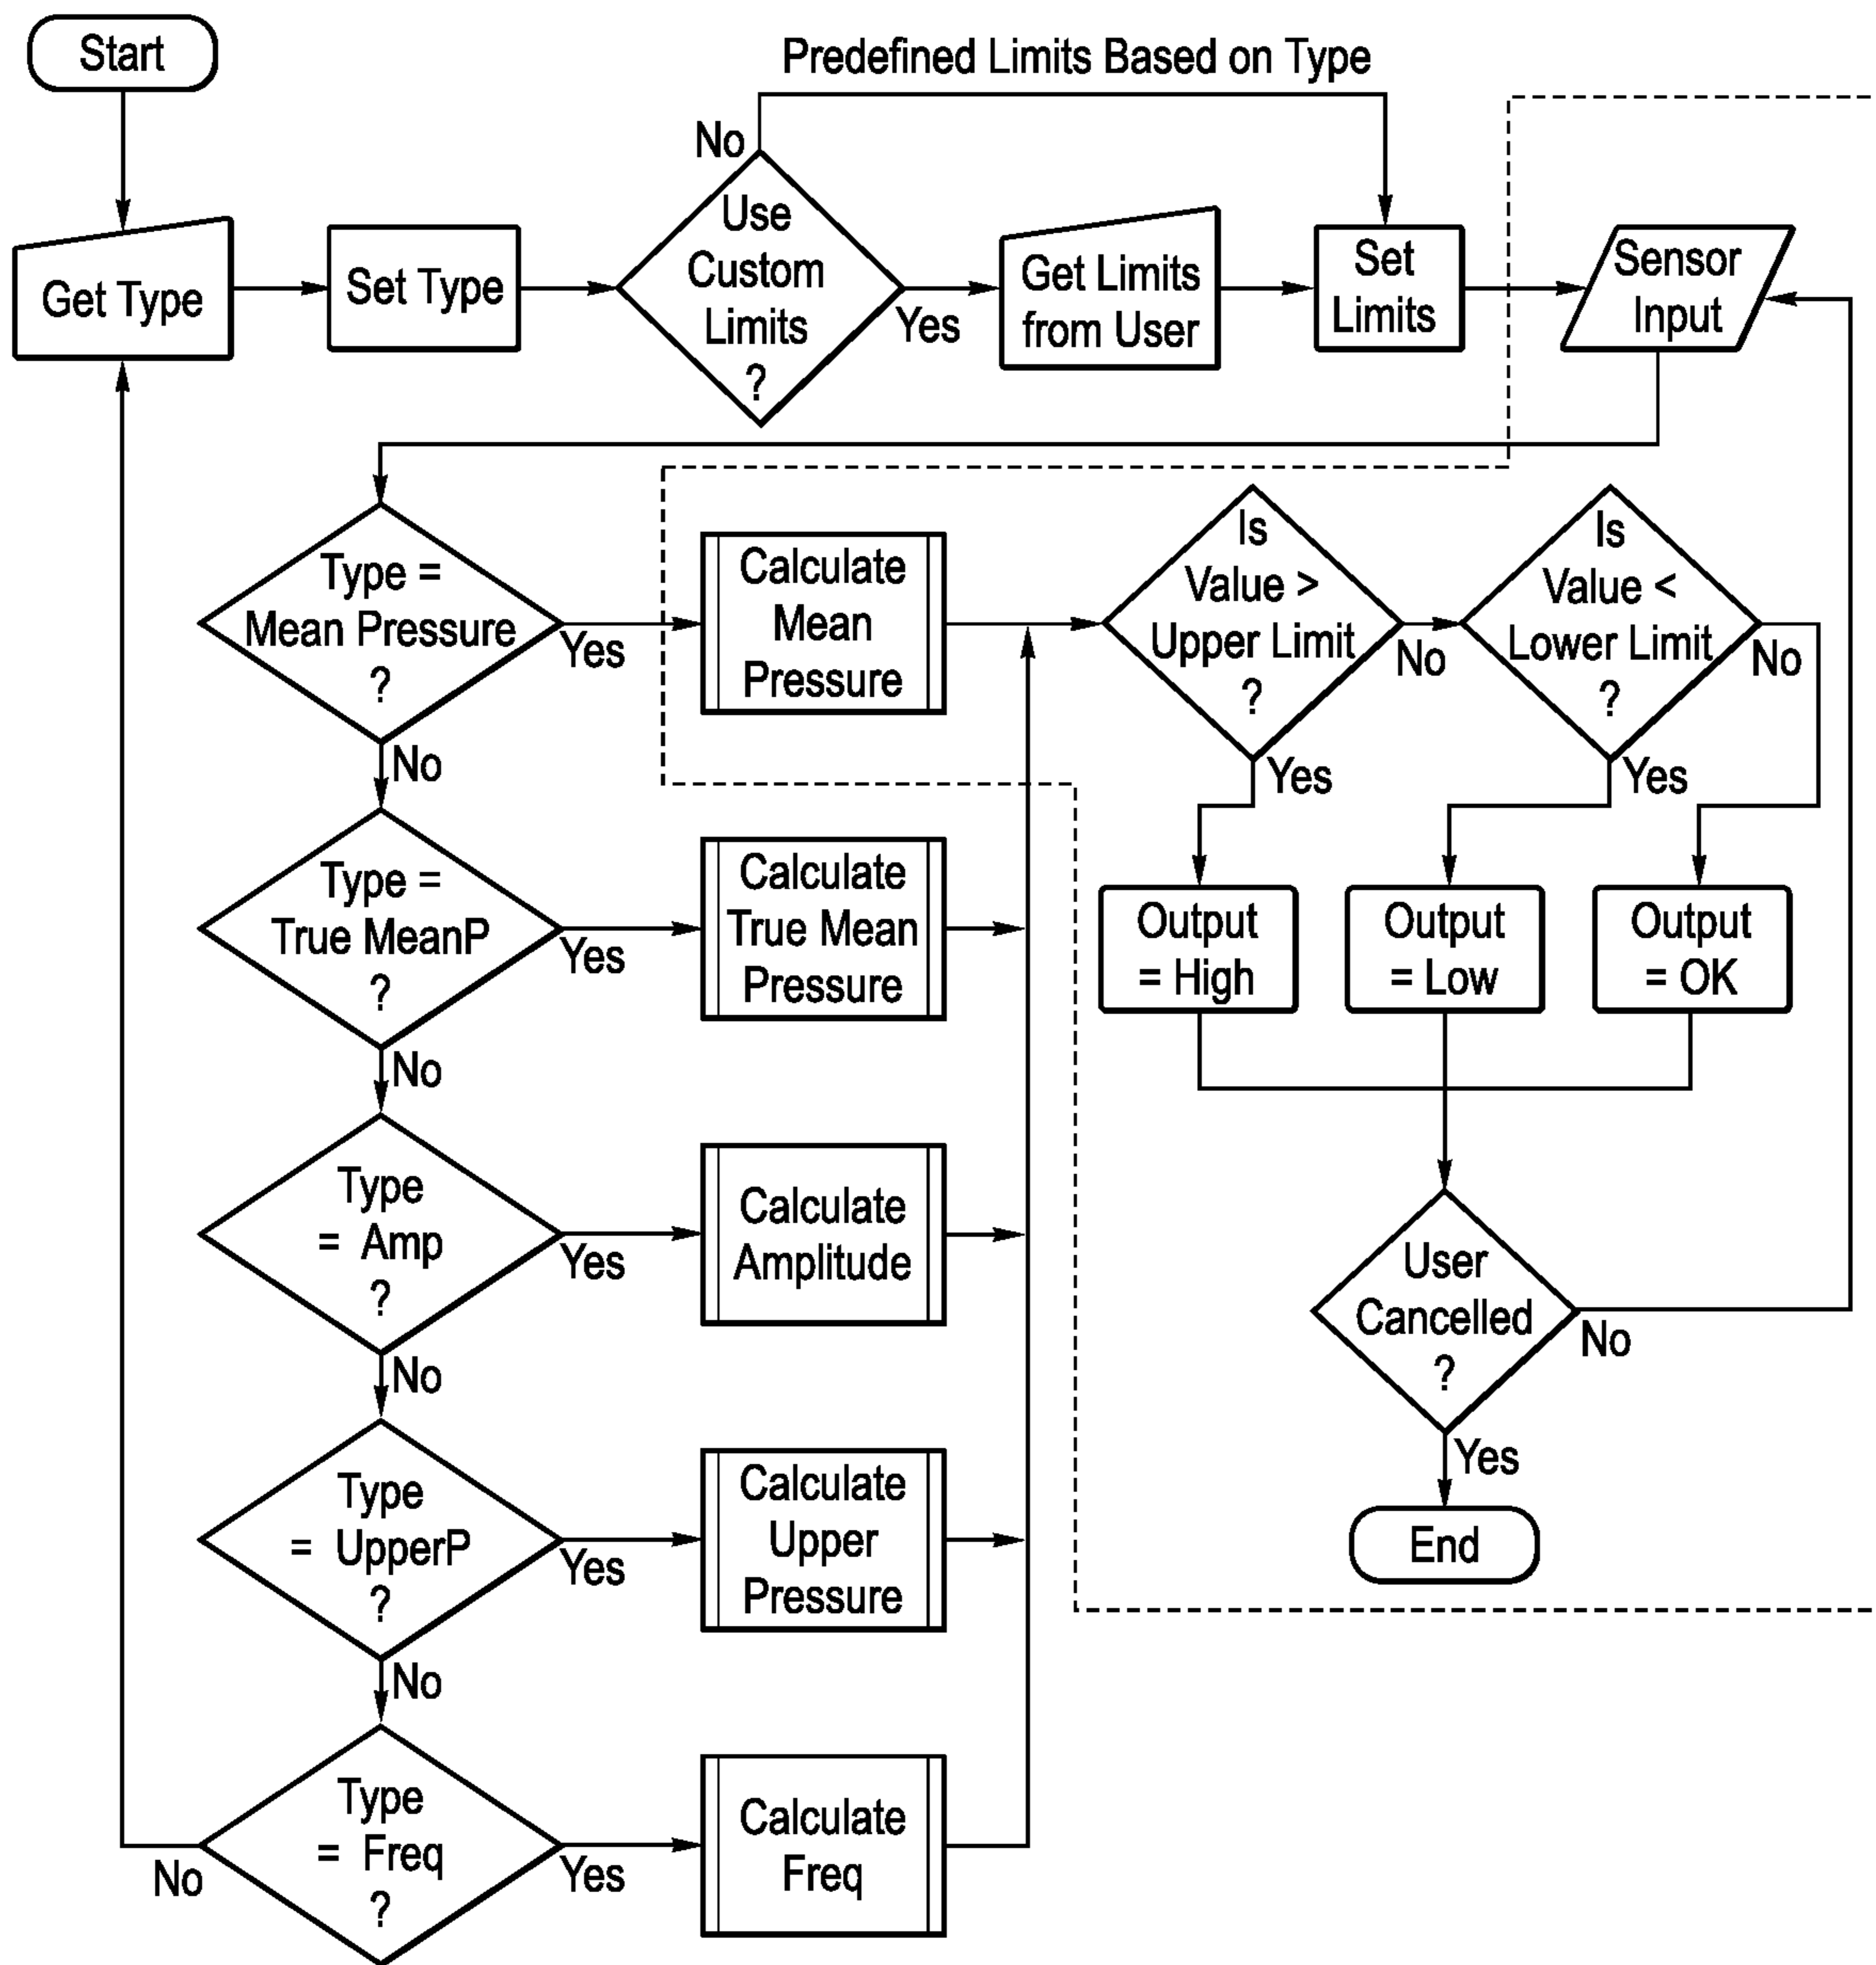 Start
Predefined Limits Based on Type
No
Get Type
Set Type
Use
Custom
Limits
?
Yes
Get Limits
from User
Set
Limits
Sensor
Input
Type =
Mean Pressure
?
Yes
No
Calculate
Mean
Pressure
Is
Value >
Upper Limit
?
No
Yes
Is
Value <
Lower Limit
?
No
Yes
Type =
True MeanP
?
Yes
No
Calculate
True Mean
Pressure
Output
= High
Output
= Low
Output
= OK
Type
= Amp
?
Yes
No
Calculate
Amplitude
User
Cancelled
?
No
Yes
End
Type
= UpperP
?
Yes
No
Calculate
Upper
Pressure
Type
= Freq
?
No
Yes
Calculate
Freq